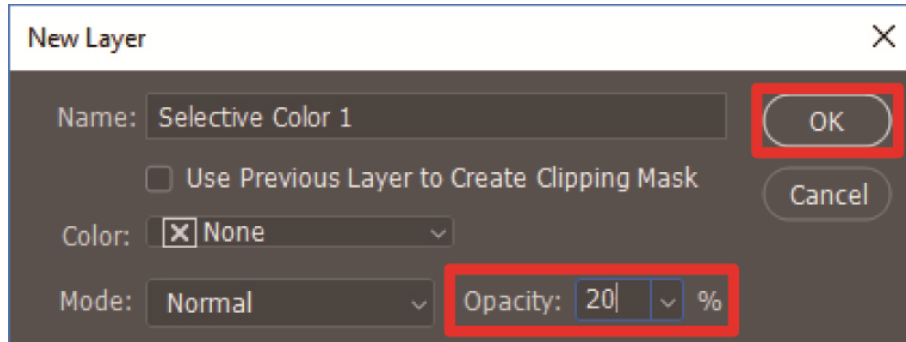 New Layer
Name: Selective Color 1
OK
Use Previous Layer to Create Clipping Mask
Cancel
Color: None
Mode: Normal Opacity: 20 %